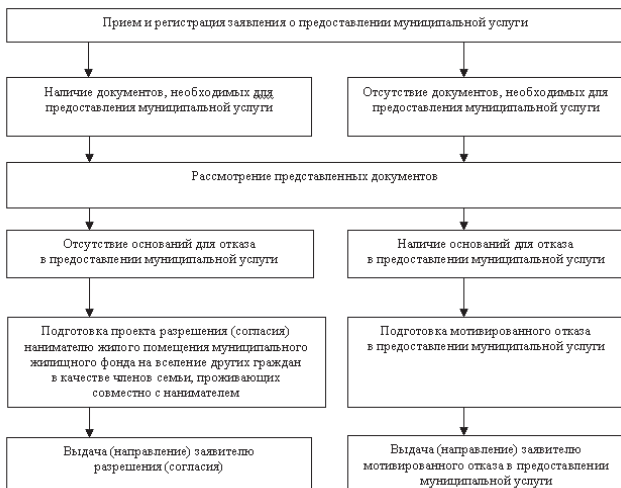 Прием и регистрация заявления о предоставлении муниципальной услуги
Наличие документов, необходимых для
предоставления муниципальной услуги
Отсутствие документов, необходимых для
предоставления муниципальной услуги
Рассмотрение представленных документов
Отсутствие оснований для отказа
в предоставлении муниципальной услуги
Наличие оснований для отказа
в предоставлении муниципальной услуги
Подготовка проекта разрешения (согласия)
нанимателю жилого помещения муниципального
жилищного фонда на вселение других граждан
в качестве членов семьи, проживающих
совместно с нанимателем
Подготовка мотивированного отказа
в предоставлении муниципальной услуги
Выдача (направление) заявителю
разрешения (согласия)
Выдача (направление) заявителю
мотивированного отказа в предоставлении
муниципальной услуги